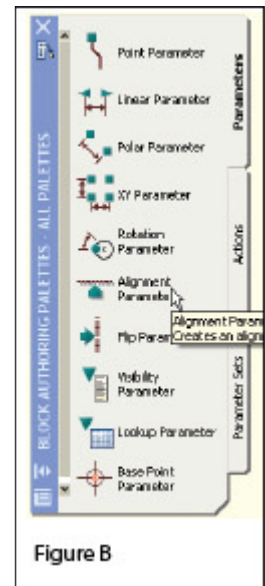 Point Parameter
Linear Parameter
Polar Parameter
XY Parameter
Rotation
Parameter
Alignment
Paramete
Alignment Param
Creates an align
Flip Param
Visibility
Parameter
Lookup Parameter
Base Point
Parameter
Parameters
Actions
Parameter Sets
BLOCK AUTHORING PALETTES - ALL PALETTES
Figure B